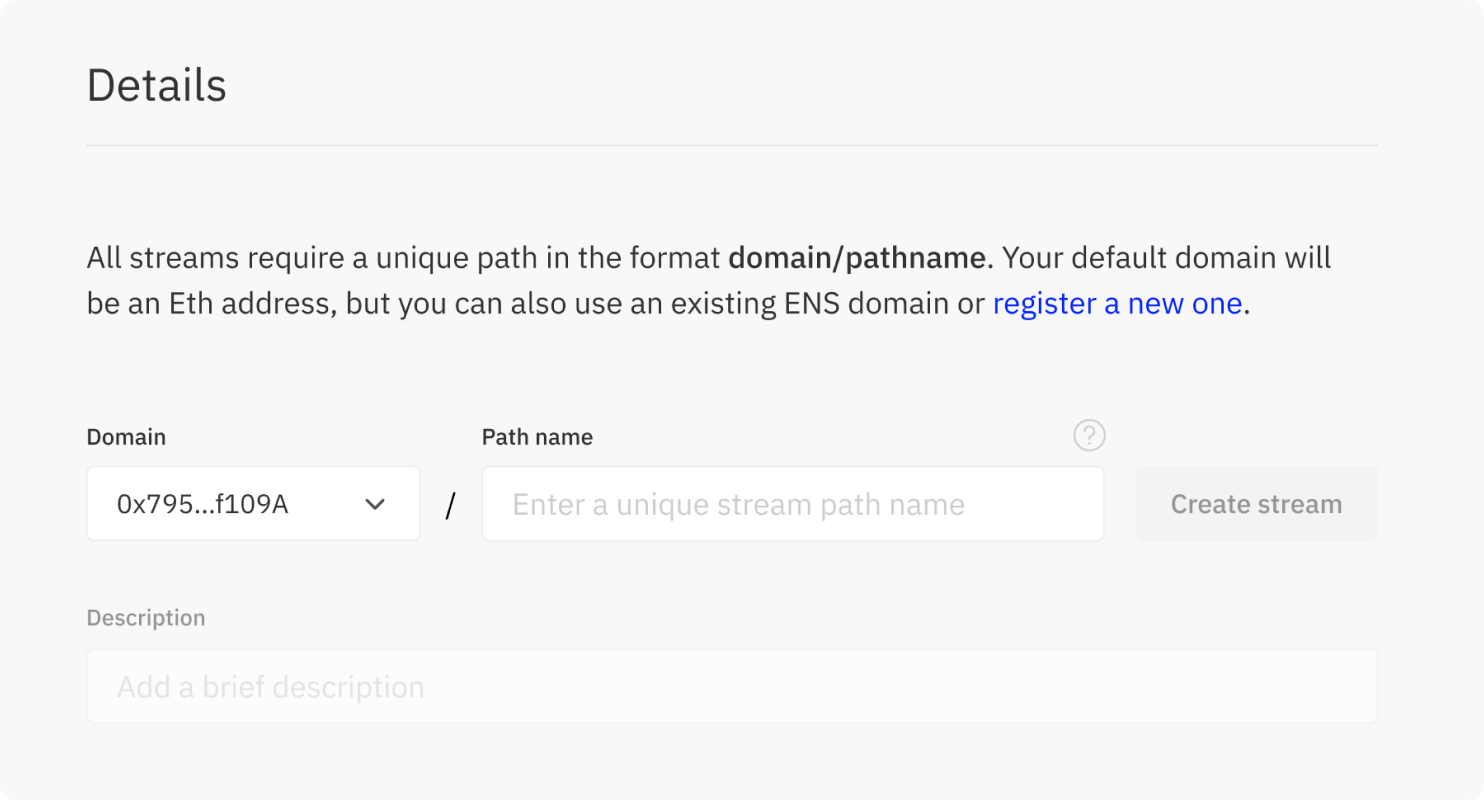 Details
All streams require a unique path in the format domain/pathname. Your default domain will
be an Eth address, but you can also use an existing ENS domain or register a new one.
Domain
Path name
?
0x795...f109A
/
Enter a unique stream path name
Create stream
Description
Add a brief description